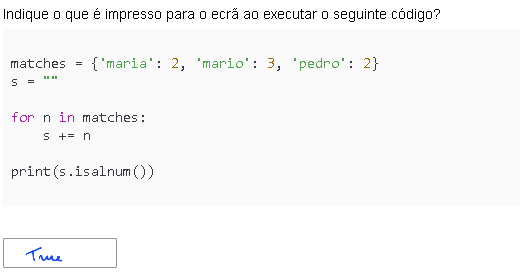 Indique o que é impresso para o ecrã ao executar o seguinte código?
matches = {'maria': 2, 'mario': 3, 'pedro': 2}
s = ""
for n in matches:
    s += n
print(s.isalnum())
True